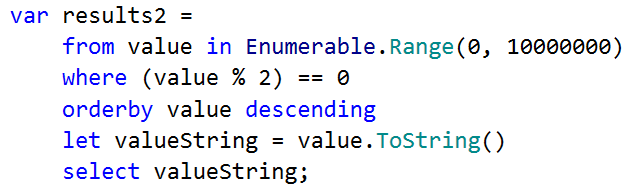 var results2 =
from value in Enumerable.Range(0, 10000000)
where (value % 2) == 0
orderby value descending
let valueString = value.ToString()
select valueString;